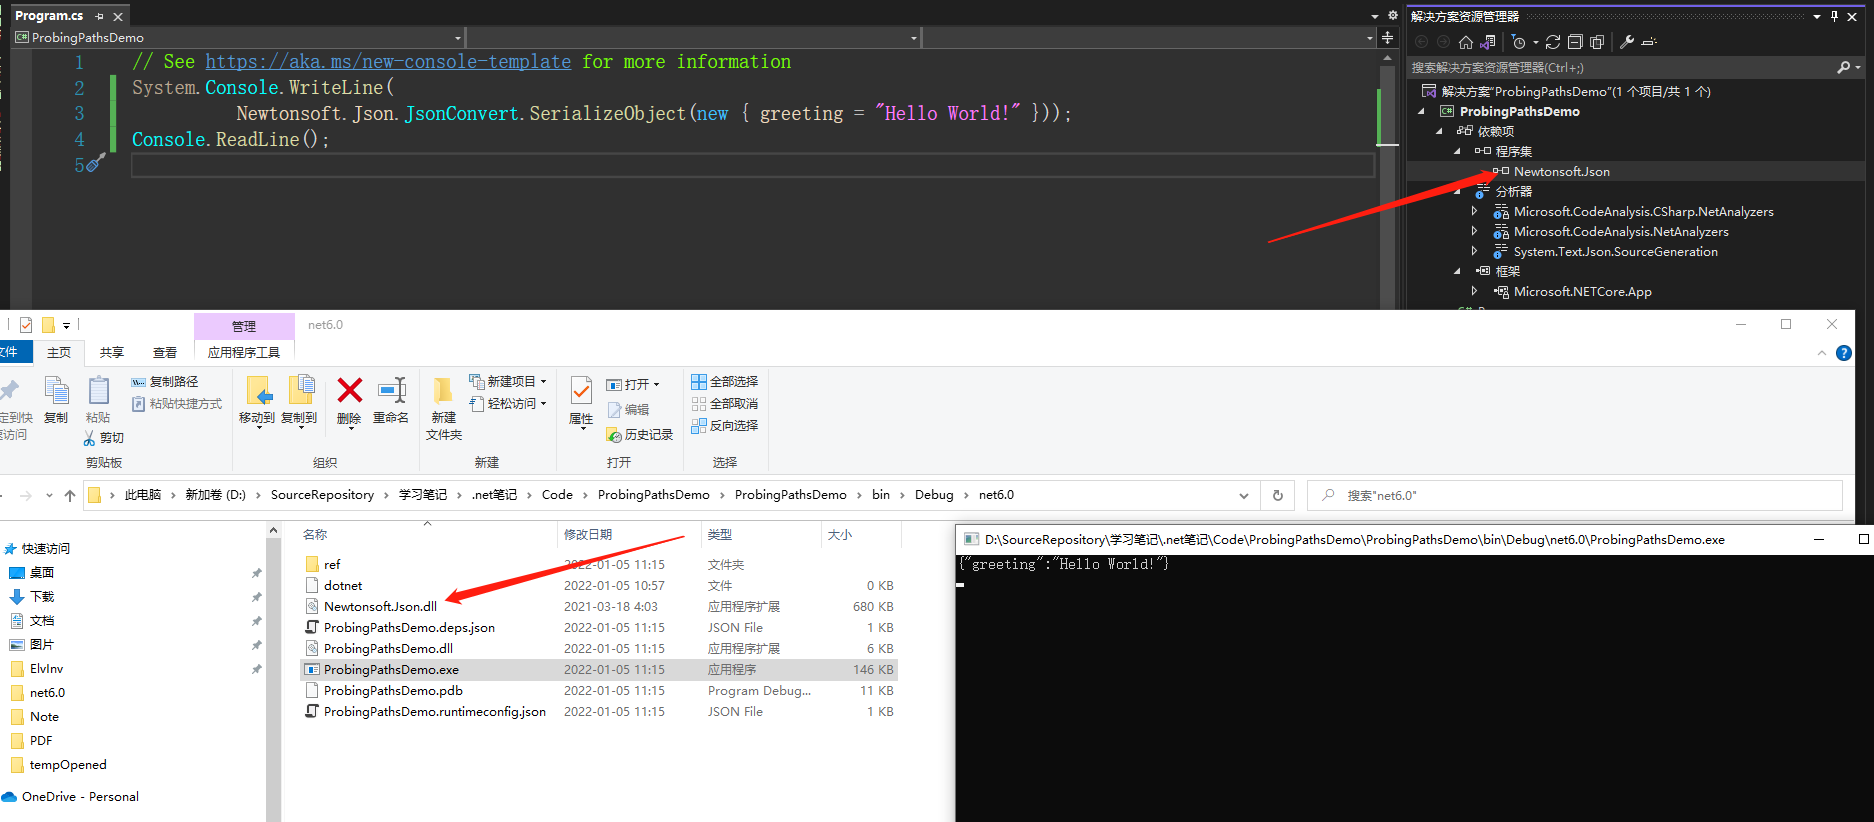 Program.cs
ProbingPathsDemo
1 // See https://aka.ms/new-console-template for more information
2 System.Console.WriteLine(
3 Newtonsoft.Json.JsonConvert.SerializeObject(new { greeting = "Hello World!" }));
4 Console.ReadLine();
5
解决方案资源管理器
搜索解决方案资源管理器(Ctrl+;)
解决方案"ProbingPathsDemo"(1 个项目/共 1 个)
ProbingPathsDemo
依赖项
程序集
Newtonsoft.Json
分析器
Microsoft.CodeAnalysis.CSharp.NetAnalyzers
Microsoft.CodeAnalysis.NetAnalyzers
System.Text.Json.SourceGeneration
框架
Microsoft.NETCore.App
管理 net6.0
文件 主页 共享 查看 应用程序工具
复制
粘贴
复制路径
粘贴快捷方式
剪切
剪贴板
移动到 复制到 删除 重命名
组织
新建
文件夹
新建项目
轻松访问
新建
属性
打开
编辑
历史记录
打开
全部选择
全部取消
反向选择
选择
此电脑 › 新加卷 (D:) › SourceRepository › 学习笔记 › .net笔记 › Code › ProbingPathsDemo › ProbingPathsDemo › bin › Debug › net6.0
搜索"net6.0"
快速访问
桌面
下载
文档
图片
ElvInv
net6.0
Note
PDF
tempOpened
OneDrive - Personal
名称 修改日期 类型 大小
ref 2022-01-05 11:15 文件夹
dotnet 2022-01-05 10:57 文件 0 KB
Newtonsoft.Json.dll 2021-03-18 4:03 应用程序扩展 680 KB
ProbingPathsDemo.deps.json 2022-01-05 11:15 JSON File 1 KB
ProbingPathsDemo.dll 2022-01-05 11:15 应用程序扩展 6 KB
ProbingPathsDemo.exe 2022-01-05 11:15 应用程序 146 KB
ProbingPathsDemo.pdb 2022-01-05 11:15 Program Debug... 11 KB
ProbingPathsDemo.runtimeconfig.json 2022-01-05 11:15 JSON File 1 KB
D:\SourceRepository\学习笔记\.net笔记\Code\ProbingPathsDemo\ProbingPathsDemo\bin\Debug\net6.0\ProbingPathsDemo.exe
{"greeting":"Hello World!"}